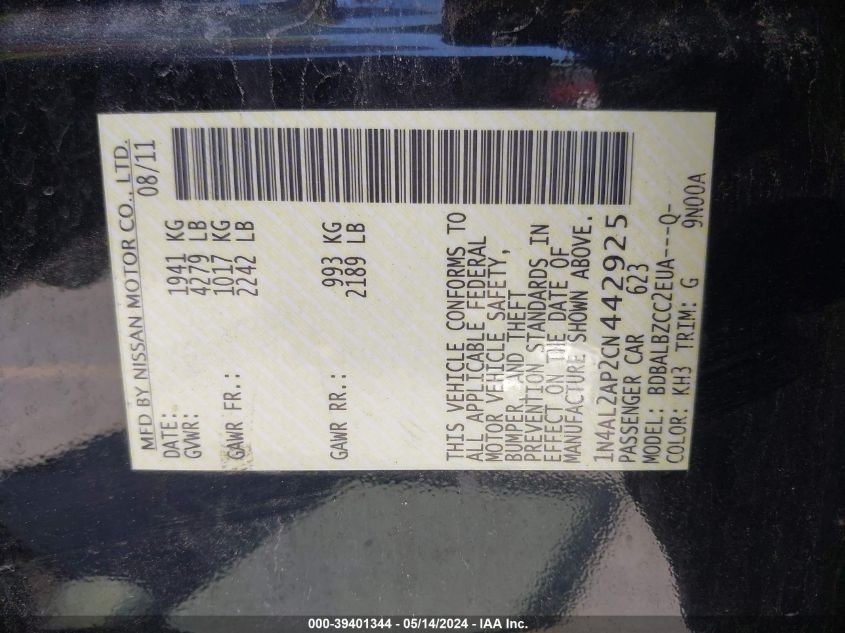 MFD BY NISSAN MOTOR CO., LTD.
DATE: 08/11
GVWR: 1941 KG
4279 LB
GAWR FR.: 1017 KG
2242 LB
GAWR RR.: 993 KG
2189 LB
THIS VEHICLE CONFORMS TO
ALL APPLICABLE FEDERAL
MOTOR VEHICLE SAFETY,
BUMPER, AND THEFT
PREVENTION STANDARDS IN
EFFECT ON THE DATE OF
MANUFACTURE SHOWN ABOVE.
1N4AL2AP2CN442925
PASSENGER CAR 623
MODEL: BDBALBZCC2EUA---Q-
COLOR: KH3 TRIM: G 9N00A
000-39401344 / 05/14/2024 - IAA Inc.